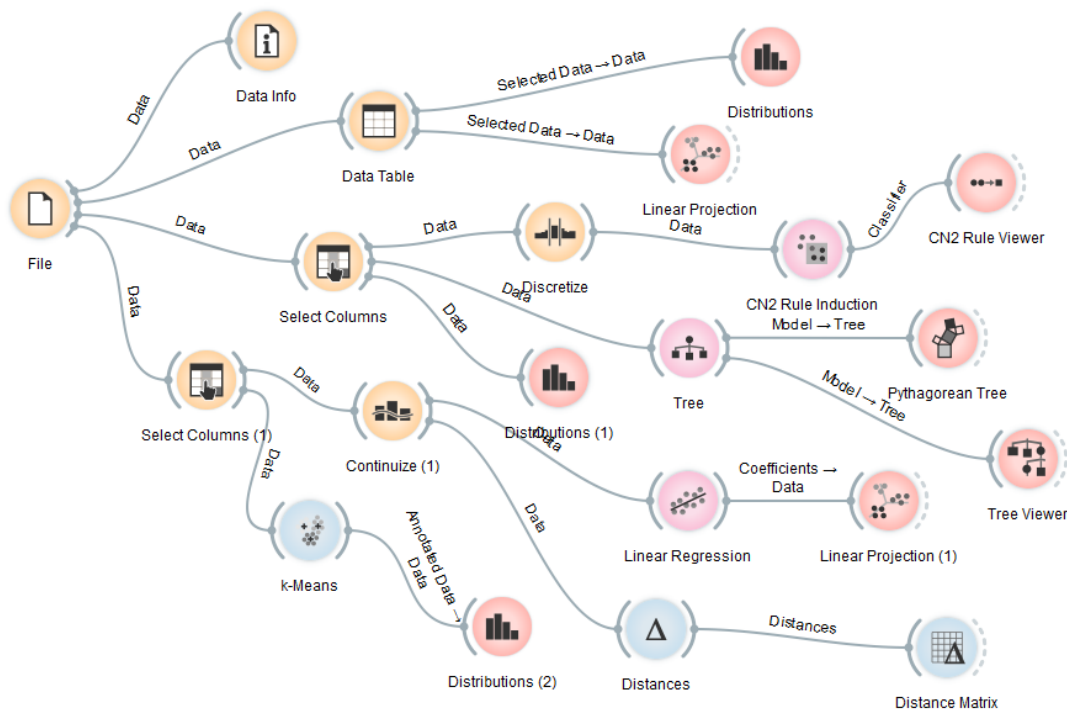 Data Info
Data
Selected Data → Data
Distributions
Data
Data Table
Selected Data → Data
Linear Projection
File
Data
Select Columns
Data
Discretize
Data
CN2 Rule Induction
Classifier
CN2 Rule Viewer
Data
Tree
Model → Tree
Pythagorean Tree
Model → Tree
Tree Viewer
Data
Distributions (1)
Data
Select Columns (1)
Data
Continuize (1)
Data
Linear Regression
Coefficients →
Data
Linear Projection (1)
Data
k-Means
Annotated Data →
Data
Distributions (2)
Data
Distances
Distances
Distance Matrix